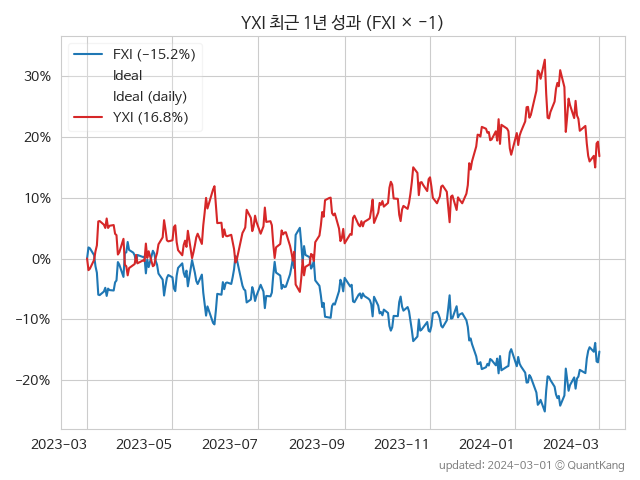 YXI 최근 1년 성과 (FXI × -1)
FXI (-15.2%)
Ideal
Ideal (daily)
YXI (16.8%)
30%
20%
10%
0%
−10%
−20%
2023-03 2023-05 2023-07 2023-09 2023-11 2024-01 2024-03
updated: 2024-03-01 © QuantKang